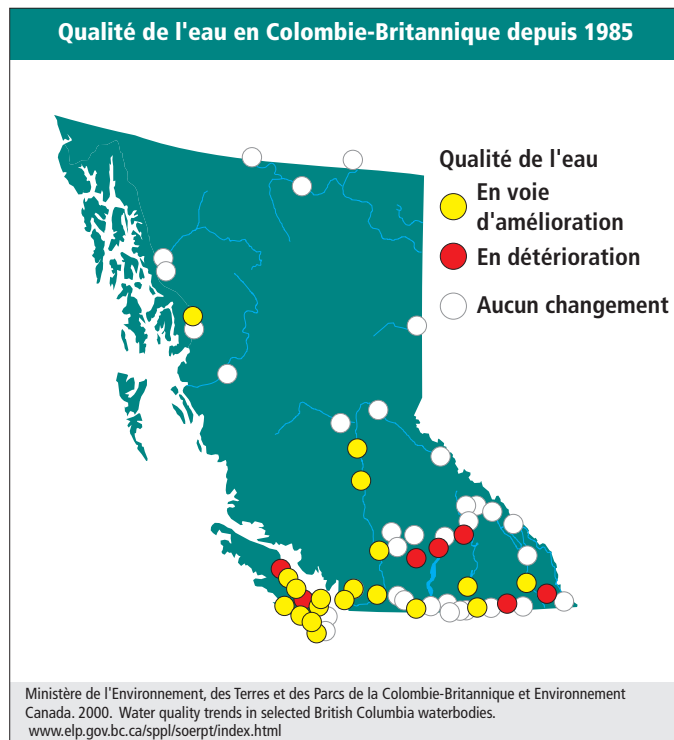 Qualité de l'eau en Colombie-Britannique depuis 1985
Qualité de l'eau
En voie
d'amélioration
En détérioration
Aucun changement
Ministère de l'Environnement, des Terres et des Parcs de la Colombie-Britannique et Environnement
Canada. 2000. Water quality trends in selected British Columbia waterbodies.
www.elp.gov.bc.ca/sppl/soerpt/index.html